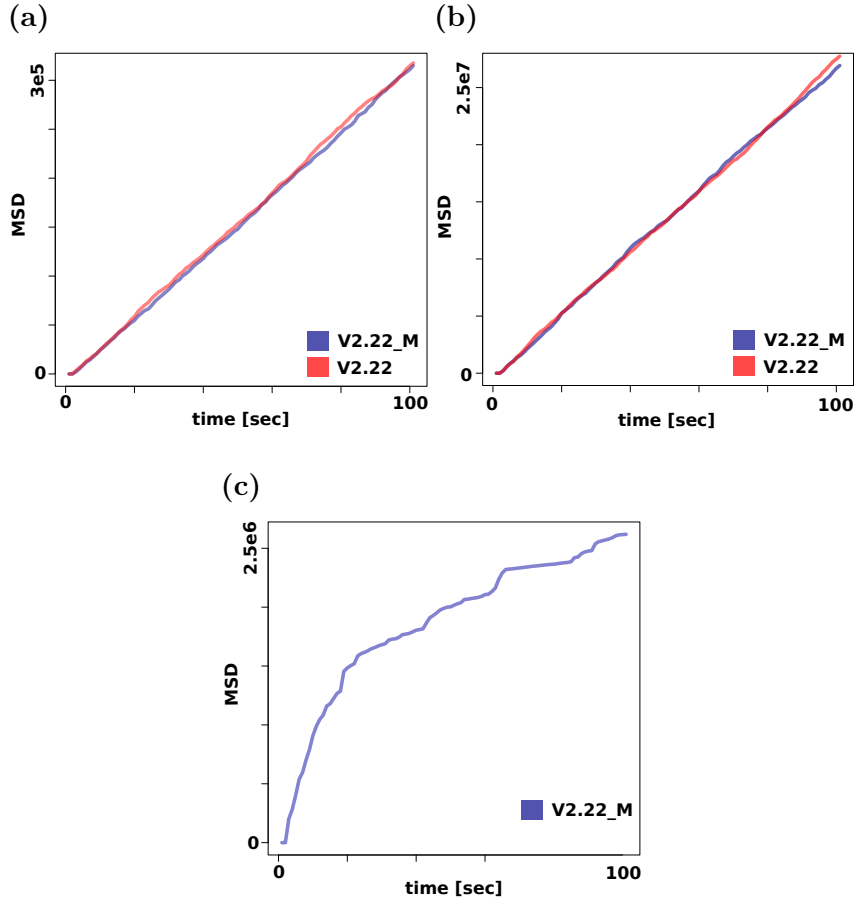 (a)
3e5
MSD
0
V2.22_M
V2.22
0
100
time [sec]
(b)
2.5e7
MSD
0
V2.22_M
V2.22
0
100
time [sec]
(c)
2.5e6
MSD
0
V2.22_M
0
100
time [sec]